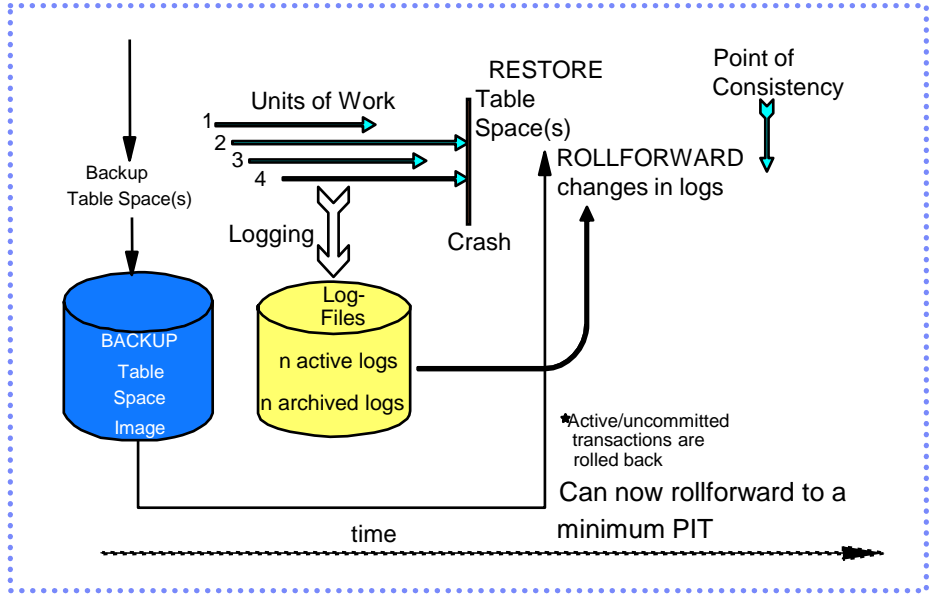 Backup
Table Space(s)
BACKUP
Table
Space
Image
Units of Work
1
2
3
4
Logging
Crash
Log-
Files
n active logs
n archived logs
RESTORE
Table
Space(s)
ROLLFORWARD
changes in logs
Point of
Consistency
*Active/uncommitted
transactions are
rolled back
Can now rollforward to a
minimum PIT
time